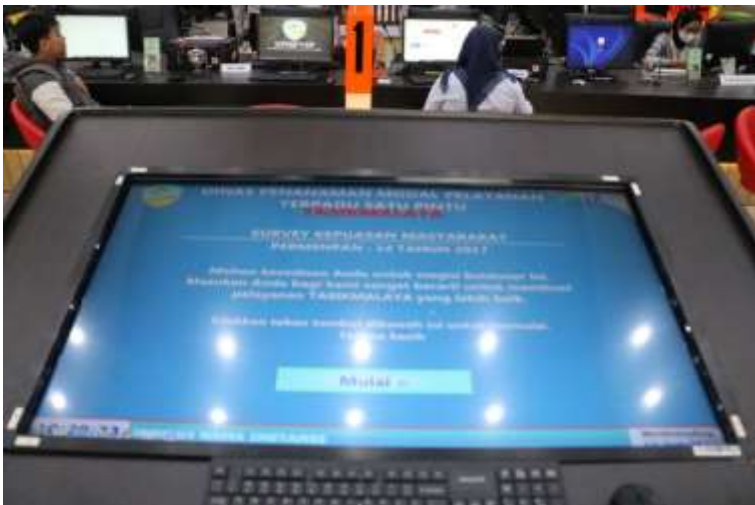 1
DINAS PENANAMAN MODAL PELAYANAN
TERPADU SATU PINTU
TASIKMALAYA
SURVEY KEPUASAN MASYARAKAT
PERMENPAN - 14 TAHUN 2017
Mohon kesediaan Anda untuk mengisi kuisioner ini.
Masukan Anda bagi kami sangat berarti untuk membuat
pelayanan TASIKMALAYA yang lebih baik.
Silahkan tekan tombol dibawah ini untuk memulai.
Terima kasih
Mulai